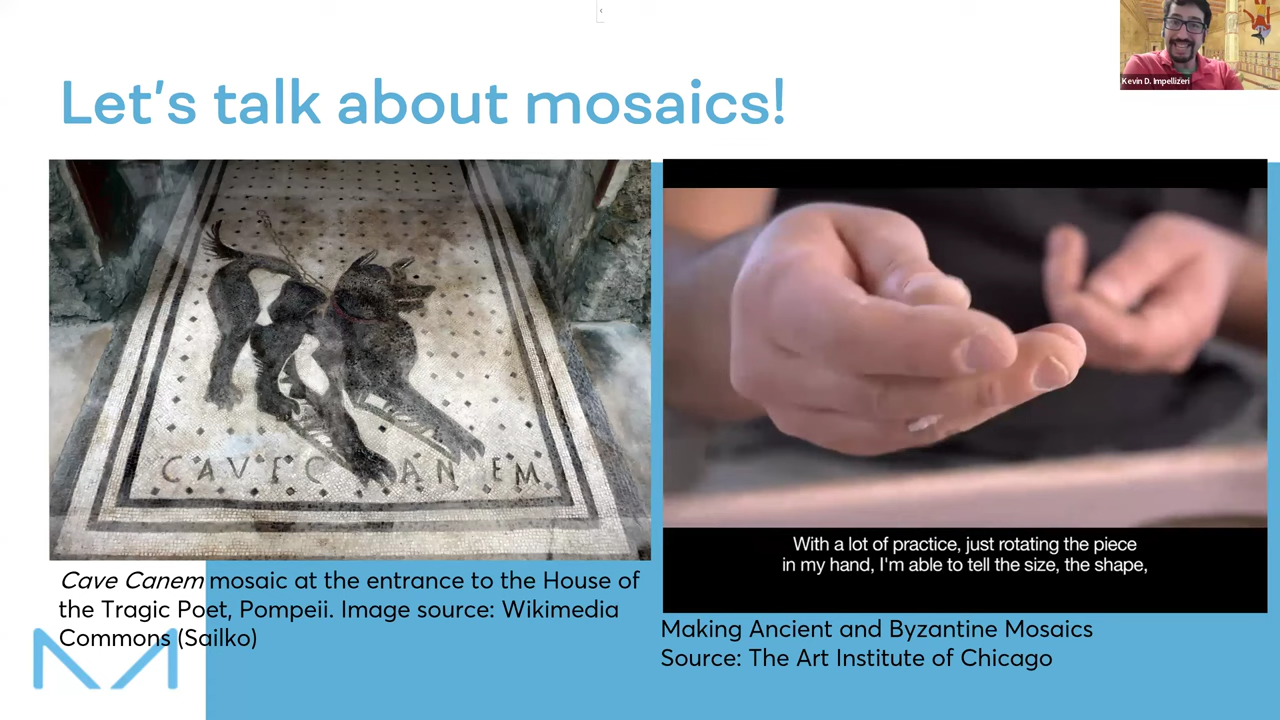 Let's talk about mosaics!
Kevin D. Impellizeri
CAVE CANEM
With a lot of practice, just rotating the piece
in my hand, I'm able to tell the size, the shape,
Cave Canem mosaic at the entrance to the House of
the Tragic Poet, Pompeii. Image source: Wikimedia
Commons (Sailko)
Making Ancient and Byzantine Mosaics
Source: The Art Institute of Chicago